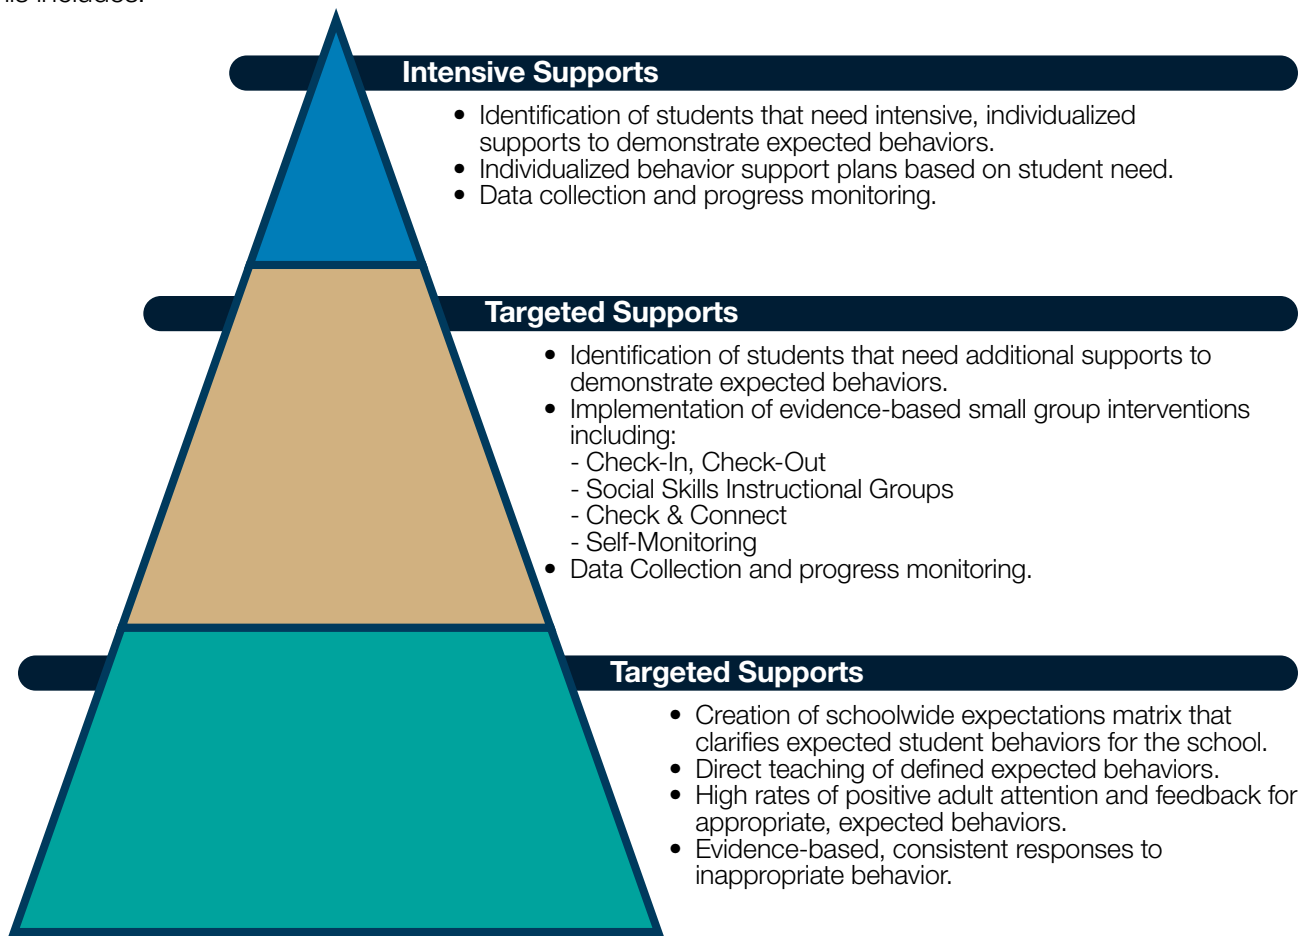 Intensive Supports
• Identification of students that need intensive, individualized
supports to demonstrate expected behaviors.
• Individualized behavior support plans based on student need.
• Data collection and progress monitoring.
Targeted Supports
• Identification of students that need additional supports to
demonstrate expected behaviors.
• Implementation of evidence-based small group interventions
including:
- Check-In, Check-Out
- Social Skills Instructional Groups
- Check & Connect
- Self-Monitoring
• Data Collection and progress monitoring.
Targeted Supports
• Creation of schoolwide expectations matrix that
clarifies expected student behaviors for the school.
• Direct teaching of defined expected behaviors.
• High rates of positive adult attention and feedback for
appropriate, expected behaviors.
• Evidence-based, consistent responses to
inappropriate behavior.